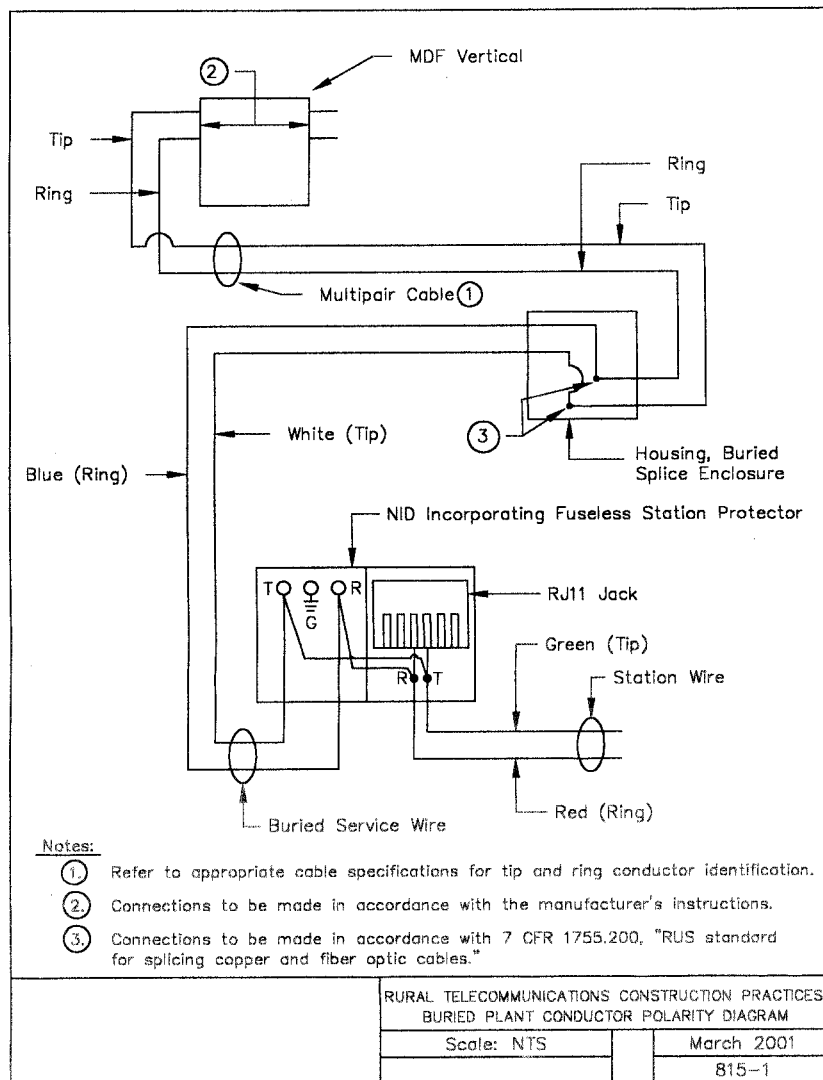 MDF Vertical
2
Tip
Ring
Ring
Tip
Multipair Cable 1
White (Tip)
3
Housing, Buried
Splice Enclosure
Blue (Ring)
NID Incorporating Fuseless Station Protector
T
R
G
RJ11 Jack
Green (Tip)
R T
Station Wire
Red (Ring)
Buried Service Wire
Notes:
1. Refer to appropriate cable specifications for tip and ring conductor identification.
2. Connections to be made in accordance with the manufacturer's instructions.
3. Connections to be made in accordance with 7 CFR 1755.200, "RUS standard
for splicing copper and fiber optic cables."
RURAL TELECOMMUNICATIONS CONSTRUCTION PRACTICES
BURIED PLANT CONDUCTOR POLARITY DIAGRAM
Scale: NTS
March 2001
815-1